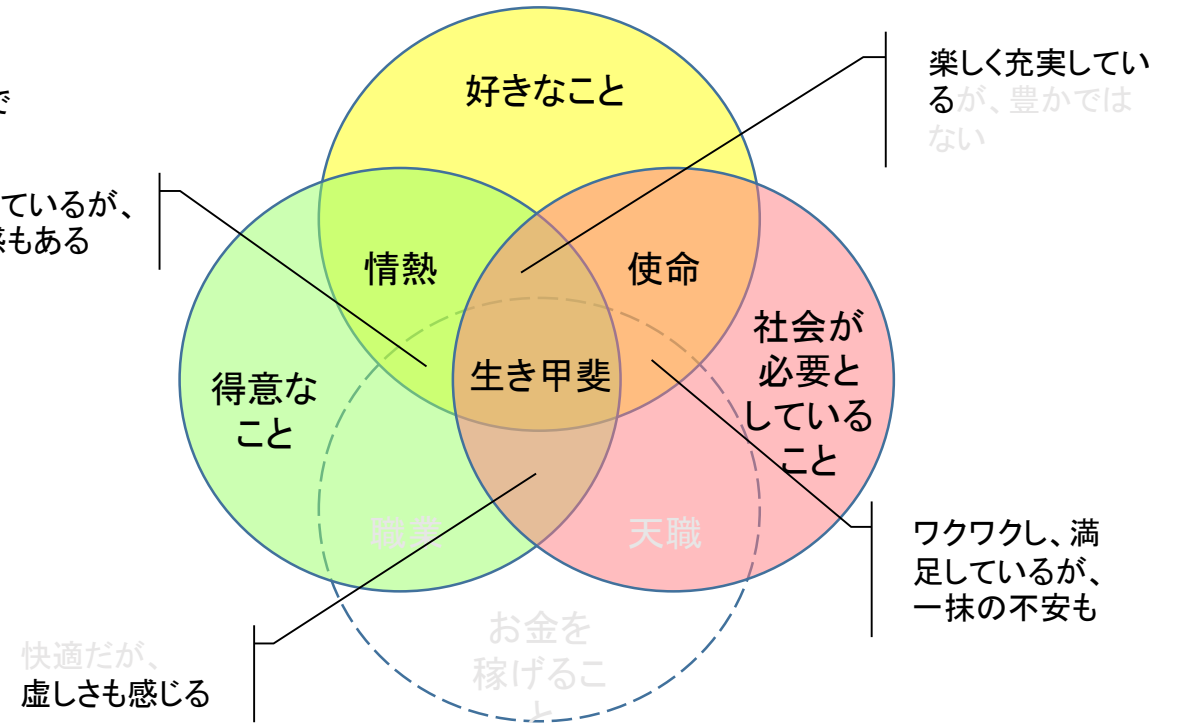 好きなこと
楽しく充実してい
るが、豊かでは
ない
で
ているが、
感もある
情熱
使命
社会が
必要と
している
こと
生き甲斐
得意な
こと
職業
天職
ワクワクし、満
足しているが、
一抹の不安も
お金を
稼げるこ
と
快適だが、
虚しさも感じる